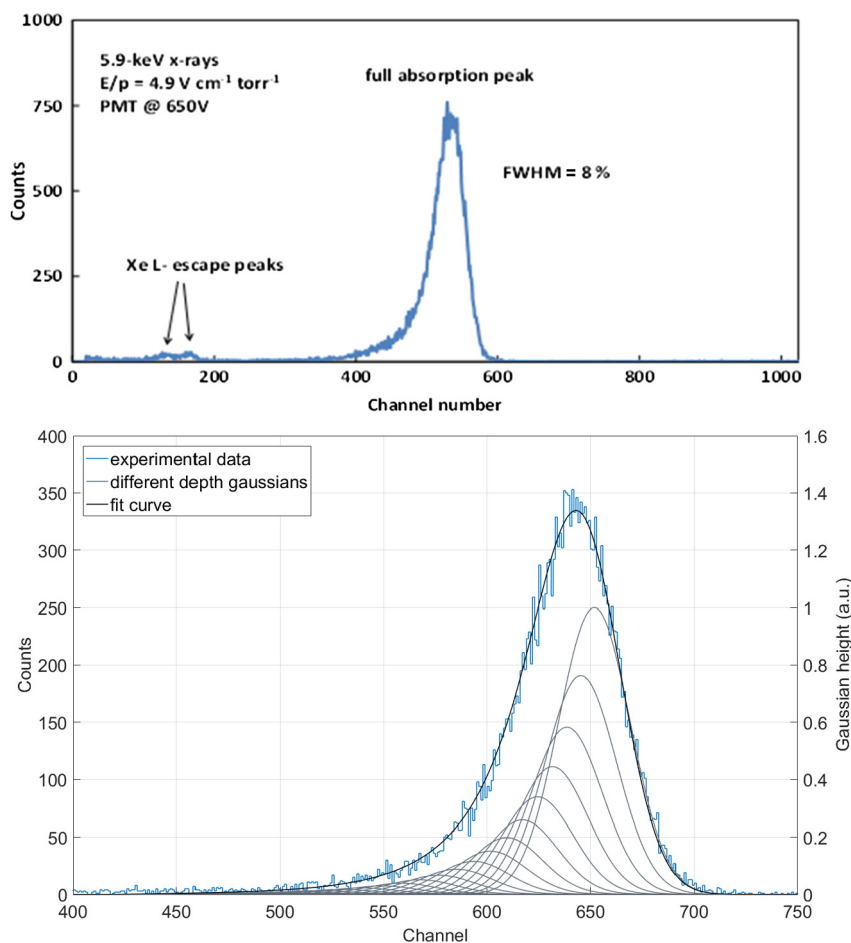 1000
750
500
250
0
Counts
5.9-keV x-rays
E/p = 4.9 V cm⁻¹ torr⁻¹
PMT @ 650V
full absorption peak
FWHM = 8 %
Xe L- escape peaks
0 200 400 600 800 1000
Channel number
400
350
300
250
200
150
100
50
0
Counts
experimental data
different depth gaussians
fit curve
1.6
1.4
1.2
1
0.8
0.6
0.4
0.2
0
Gaussian height (a.u.)
400 450 500 550 600 650 700 750
Channel